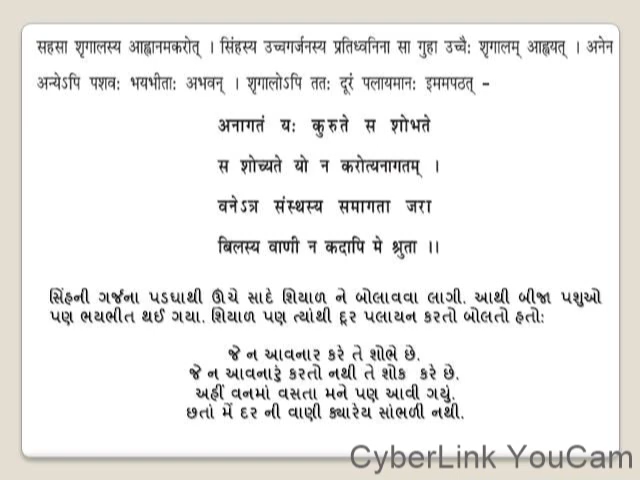 सहसा शृगालस्य आह्वानमकरोत् । सिंहस्य उच्चगर्जनस्य प्रतिध्वनिना सा गुहा उच्चैः शृगालम् आह्वयत् । अनेन
अन्येऽपि पशवः भयभीताः अभवन् । शृगालोऽपि ततः दूरं पलायमानः इममपठत् -
अनागतं यः कुरुते स शोभते
स शोच्यते यो न करोत्यनागतम् ।
वनेऽत्र संस्थस्य समागता जरा
बिलस्य वाणी न कदापि मे श्रुता ।।
સિંહની ગર્જના પડઘાથી ઊંચે સાદે શિયાળ ને બોલાવવા લાગી. આથી બીજા પશુઓ
પણ ભયભીત થઈ ગયા. શિયાળ પણ ત્યાંથી દૂર પલાયન કરતો બોલતો હતો:
જે ન આવનાર કરે તે શોભે છે.
જે ન આવનારું કરતો નથી તે શોક કરે છે.
અહીં વનમાં વસતા મને પણ આવી ગયું.
છતાં મેં દર ની વાણી ક્યારેય સાંભળી નથી.
CyberLink YouCam